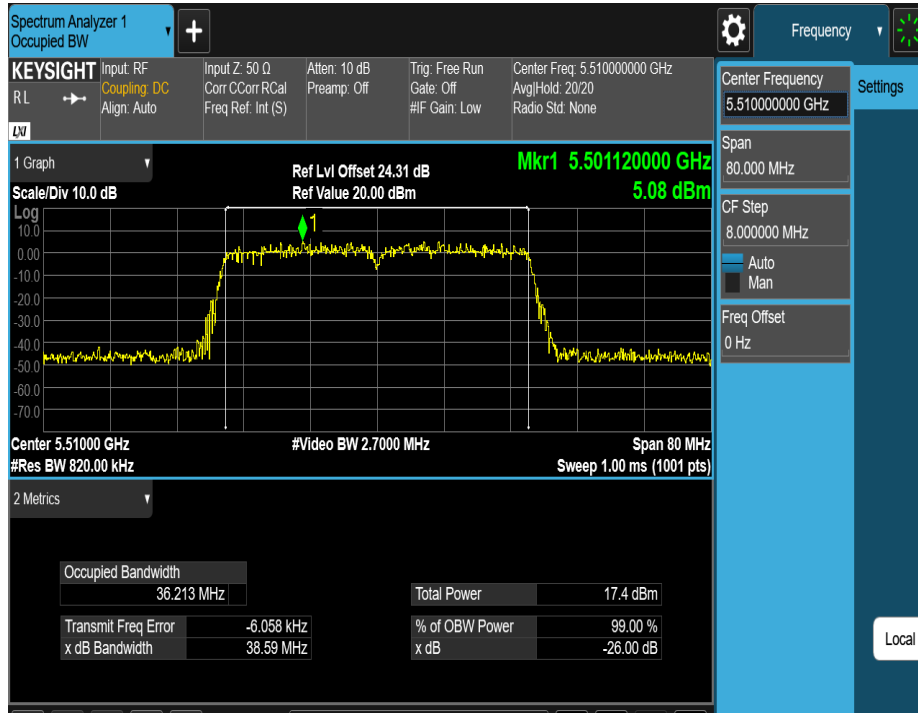 Spectrum Analyzer 1
Occupied BW
+
Frequency
KEYSIGHT
R L
LXI
Input: RF
Coupling: DC
Align: Auto
Input Z: 50 Ω
Corr CCorr RCal
Freq Ref: Int (S)
Atten: 10 dB
Preamp: Off
Trig: Free Run
Gate: Off
#IF Gain: Low
Center Freq: 5.510000000 GHz
Avg|Hold: 20/20
Radio Std: None
Center Frequency
5.510000000 GHz
Settings
Span
80.000 MHz
CF Step
8.000000 MHz
Auto
Man
Freq Offset
0 Hz
Local
1 Graph
Scale/Div 10.0 dB
Ref Lvl Offset 24.31 dB
Ref Value 20.00 dBm
Mkr1 5.501120000 GHz
5.08 dBm
Log
10.0
0.00
-10.0
-20.0
-30.0
-40.0
-50.0
-60.0
-70.0
1
Center 5.51000 GHz
#Video BW 2.7000 MHz
Span 80 MHz
#Res BW 820.00 kHz
Sweep 1.00 ms (1001 pts)
2 Metrics
Occupied Bandwidth
36.213 MHz
Total Power 17.4 dBm
Transmit Freq Error -6.058 kHz
% of OBW Power 99.00 %
x dB Bandwidth 38.59 MHz
x dB -26.00 dB